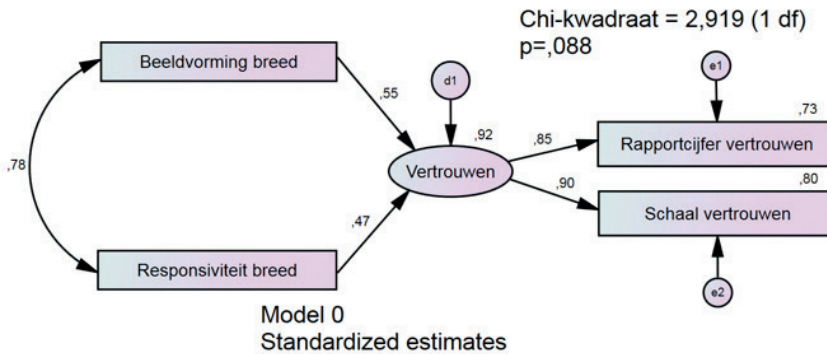 Chi-kwadraat = 2,919 (1 df)
p=,088
Beeldvorming breed
d1
e1
,55
,92
,73
,85
Rapportcijfer vertrouwen
,78
Vertrouwen
,80
,90
Schaal vertrouwen
,47
Responsiviteit breed
e2
Model 0
Standardized estimates